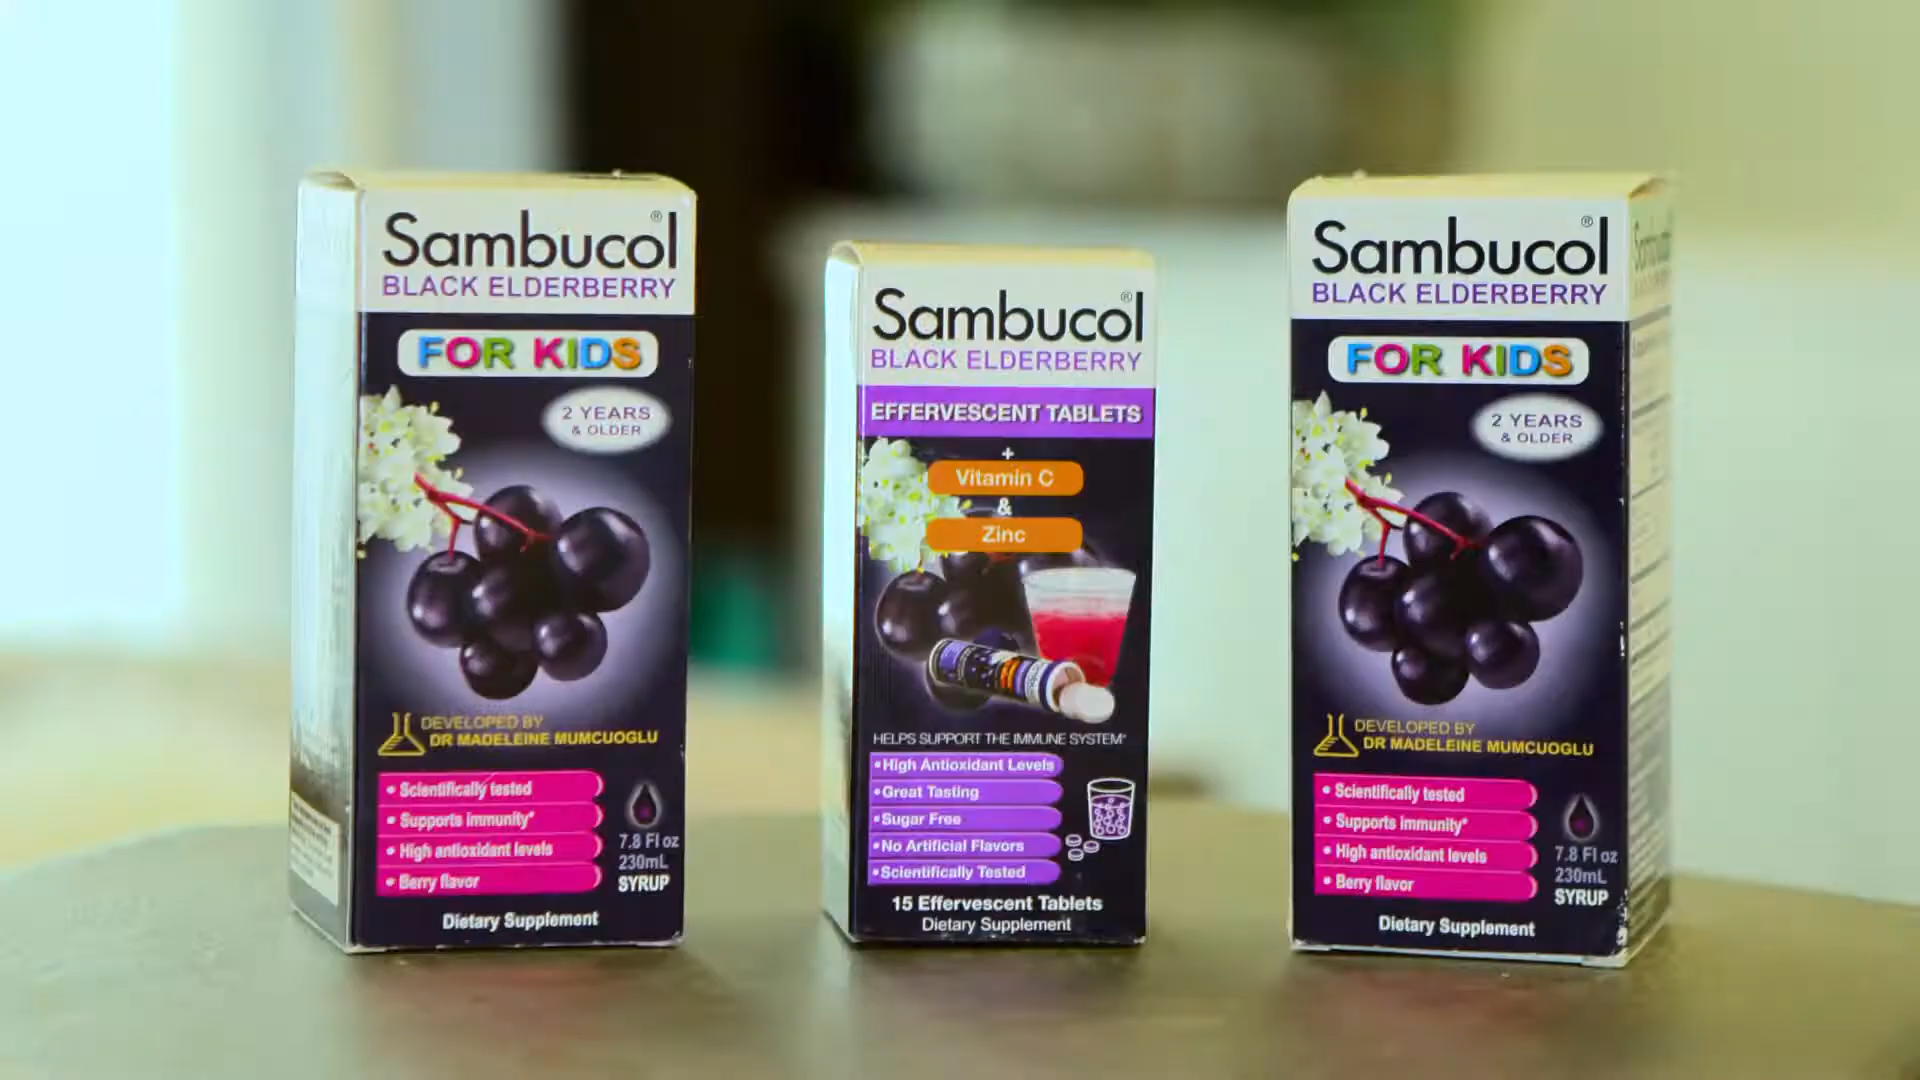 Sambucol®
BLACK ELDERBERRY
FOR KIDS
2 YEARS
& OLDER
DEVELOPED BY
DR MADELEINE MUMCUOGLU
• Scientifically tested
• Supports immunity*
• High antioxidant levels
• Berry flavor
7.8 Fl oz
230mL
SYRUP
Dietary Supplement
Sambucol®
BLACK ELDERBERRY
EFFERVESCENT TABLETS
+
Vitamin C
&
Zinc
HELPS SUPPORT THE IMMUNE SYSTEM*
•High Antioxidant Levels
•Great Tasting
•Sugar Free
•No Artificial Flavors
•Scientifically Tested
15 Effervescent Tablets
Dietary Supplement
Sambucol®
BLACK ELDERBERRY
FOR KIDS
2 YEARS
& OLDER
DEVELOPED BY
DR MADELEINE MUMCUOGLU
• Scientifically tested
• Supports immunity*
• High antioxidant levels
• Berry flavor
7.8 Fl oz
230mL
SYRUP
Dietary Supplement